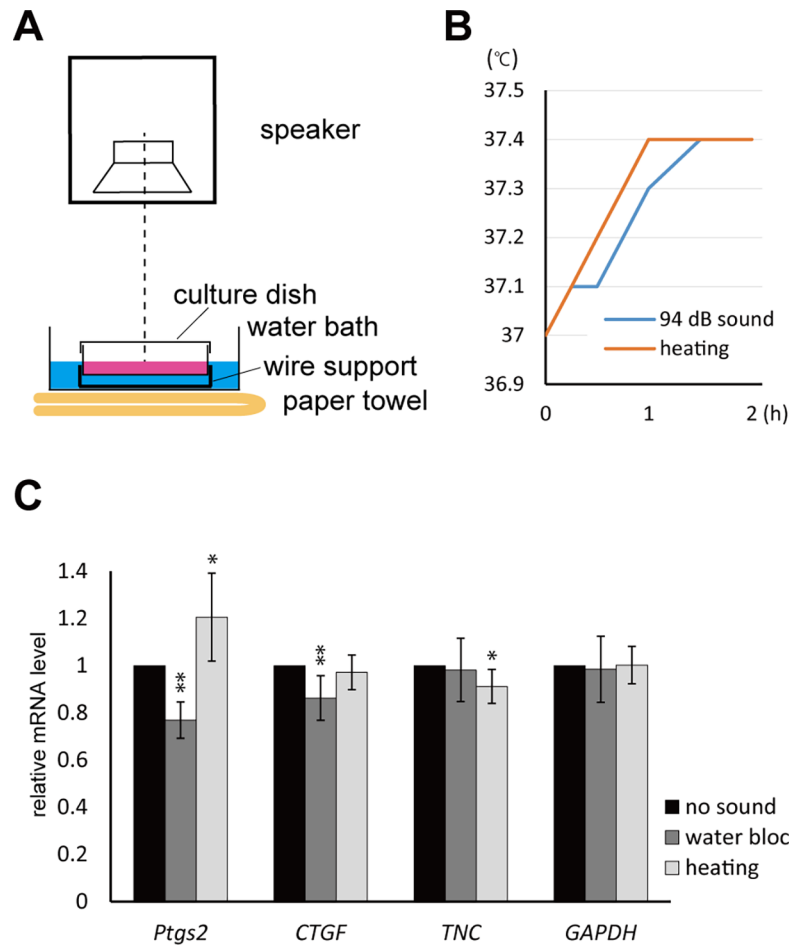 A
speaker
culture dish
water bath
wire support
paper towel
B
(℃)
37.5
37.4
37.3
37.2
37.1
37
36.9
0
1
2 (h)
94 dB sound
heating
C
relative mRNA level
1.4
1.2
1
0.8
0.6
0.4
0.2
0
**
*
**
*
no sound
water bloc
heating
Ptgs2
CTGF
TNC
GAPDH